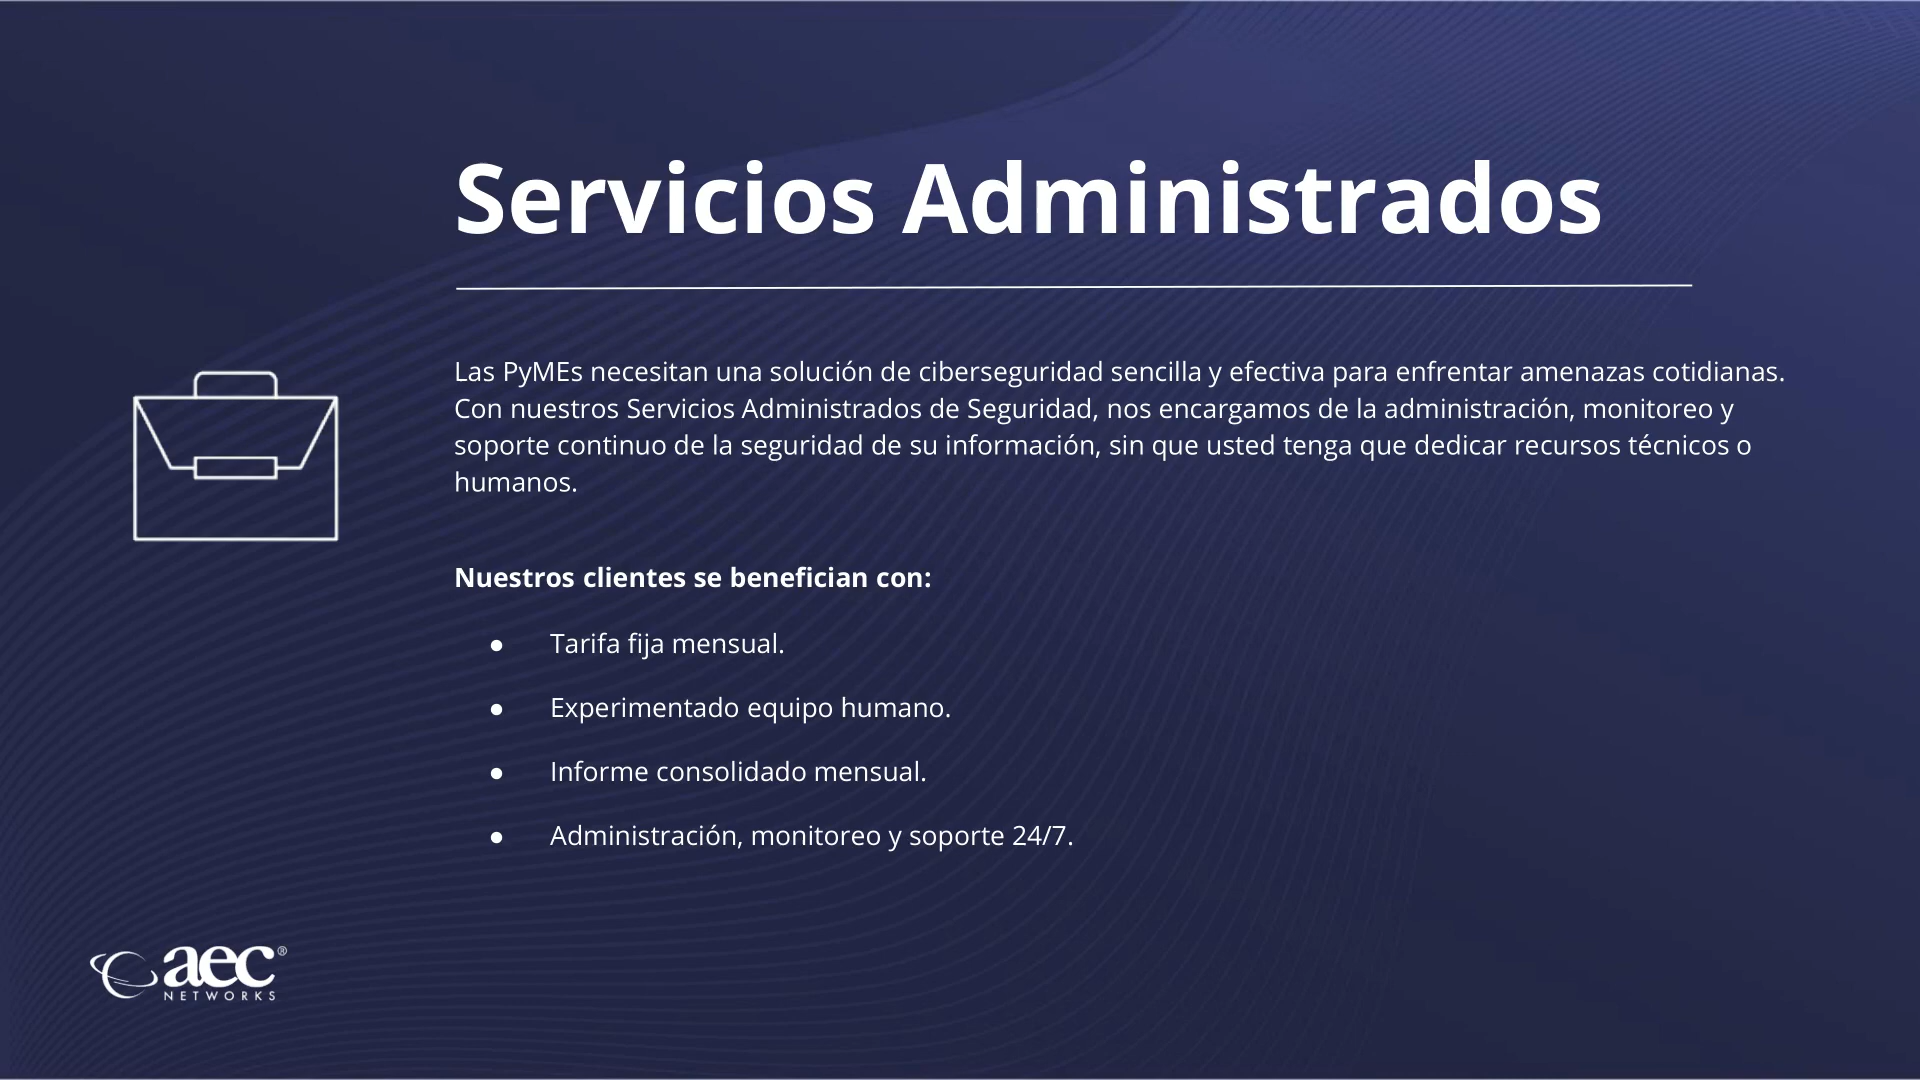 Servicios Administrados
Las PyMEs necesitan una solución de ciberseguridad sencilla y efectiva para enfrentar amenazas cotidianas.
Con nuestros Servicios Administrados de Seguridad, nos encargamos de la administración, monitoreo y
soporte continuo de la seguridad de su información, sin que usted tenga que dedicar recursos técnicos o
humanos.
Nuestros clientes se benefician con:
● Tarifa fija mensual.
● Experimentado equipo humano.
● Informe consolidado mensual.
● Administración, monitoreo y soporte 24/7.
aec®
NETWORKS